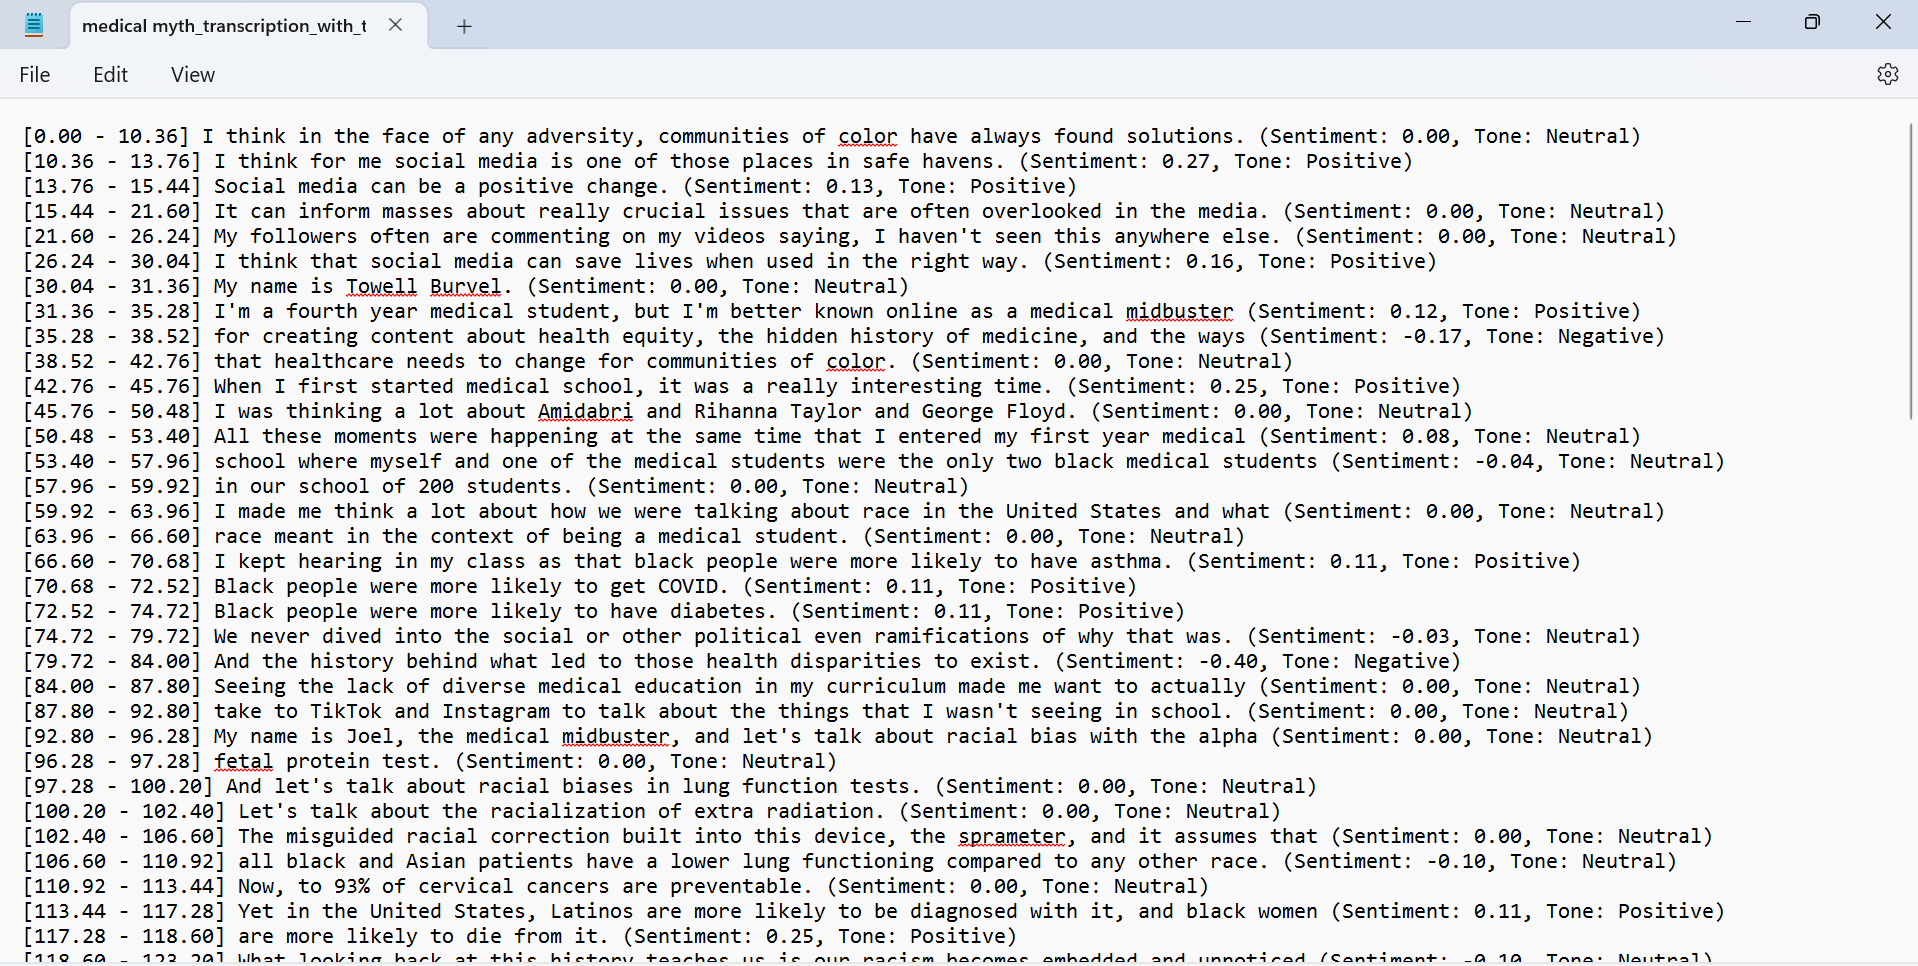 medical myth_transcription_with_t
File Edit View
[0.00 - 10.36] I think in the face of any adversity, communities of color have always found solutions. (Sentiment: 0.00, Tone: Neutral)
[10.36 - 13.76] I think for me social media is one of those places in safe havens. (Sentiment: 0.27, Tone: Positive)
[13.76 - 15.44] Social media can be a positive change. (Sentiment: 0.13, Tone: Positive)
[15.44 - 21.60] It can inform masses about really crucial issues that are often overlooked in the media. (Sentiment: 0.00, Tone: Neutral)
[21.60 - 26.24] My followers often are commenting on my videos saying, I haven't seen this anywhere else. (Sentiment: 0.00, Tone: Neutral)
[26.24 - 30.04] I think that social media can save lives when used in the right way. (Sentiment: 0.16, Tone: Positive)
[30.04 - 31.36] My name is Towell Burvel. (Sentiment: 0.00, Tone: Neutral)
[31.36 - 35.28] I'm a fourth year medical student, but I'm better known online as a medical midbuster (Sentiment: 0.12, Tone: Positive)
[35.28 - 38.52] for creating content about health equity, the hidden history of medicine, and the ways (Sentiment: -0.17, Tone: Negative)
[38.52 - 42.76] that healthcare needs to change for communities of color. (Sentiment: 0.00, Tone: Neutral)
[42.76 - 45.76] When I first started medical school, it was a really interesting time. (Sentiment: 0.25, Tone: Positive)
[45.76 - 50.48] I was thinking a lot about Amidabri and Rihanna Taylor and George Floyd. (Sentiment: 0.00, Tone: Neutral)
[50.48 - 53.40] All these moments were happening at the same time that I entered my first year medical (Sentiment: 0.08, Tone: Neutral)
[53.40 - 57.96] school where myself and one of the medical students were the only two black medical students (Sentiment: -0.04, Tone: Neutral)
[57.96 - 59.92] in our school of 200 students. (Sentiment: 0.00, Tone: Neutral)
[59.92 - 63.96] I made me think a lot about how we were talking about race in the United States and what (Sentiment: 0.00, Tone: Neutral)
[63.96 - 66.60] race meant in the context of being a medical student. (Sentiment: 0.00, Tone: Neutral)
[66.60 - 70.68] I kept hearing in my class as that black people were more likely to have asthma. (Sentiment: 0.11, Tone: Positive)
[70.68 - 72.52] Black people were more likely to get COVID. (Sentiment: 0.11, Tone: Positive)
[72.52 - 74.72] Black people were more likely to have diabetes. (Sentiment: 0.11, Tone: Positive)
[74.72 - 79.72] We never dived into the social or other political even ramifications of why that was. (Sentiment: -0.03, Tone: Neutral)
[79.72 - 84.00] And the history behind what led to those health disparities to exist. (Sentiment: -0.40, Tone: Negative)
[84.00 - 87.80] Seeing the lack of diverse medical education in my curriculum made me want to actually (Sentiment: 0.00, Tone: Neutral)
[87.80 - 92.80] take to TikTok and Instagram to talk about the things that I wasn't seeing in school. (Sentiment: 0.00, Tone: Neutral)
[92.80 - 96.28] My name is Joel, the medical midbuster, and let's talk about racial bias with the alpha (Sentiment: 0.00, Tone: Neutral)
[96.28 - 97.28] fetal protein test. (Sentiment: 0.00, Tone: Neutral)
[97.28 - 100.20] And let's talk about racial biases in lung function tests. (Sentiment: 0.00, Tone: Neutral)
[100.20 - 102.40] Let's talk about the racialization of extra radiation. (Sentiment: 0.00, Tone: Neutral)
[102.40 - 106.60] The misguided racial correction built into this device, the sprameter, and it assumes that (Sentiment: 0.00, Tone: Neutral)
[106.60 - 110.92] all black and Asian patients have a lower lung functioning compared to any other race. (Sentiment: -0.10, Tone: Neutral)
[110.92 - 113.44] Now, to 93% of cervical cancers are preventable. (Sentiment: 0.00, Tone: Neutral)
[113.44 - 117.28] Yet in the United States, Latinos are more likely to be diagnosed with it, and black women (Sentiment: 0.11, Tone: Positive)
[117.28 - 118.60] are more likely to die from it. (Sentiment: 0.25, Tone: Positive)
[118.60 - 123.20] What looking back at this history teaches us is our racism becomes embedded and unnoticed (Sentiment: -0.10, Tone: Neutral)